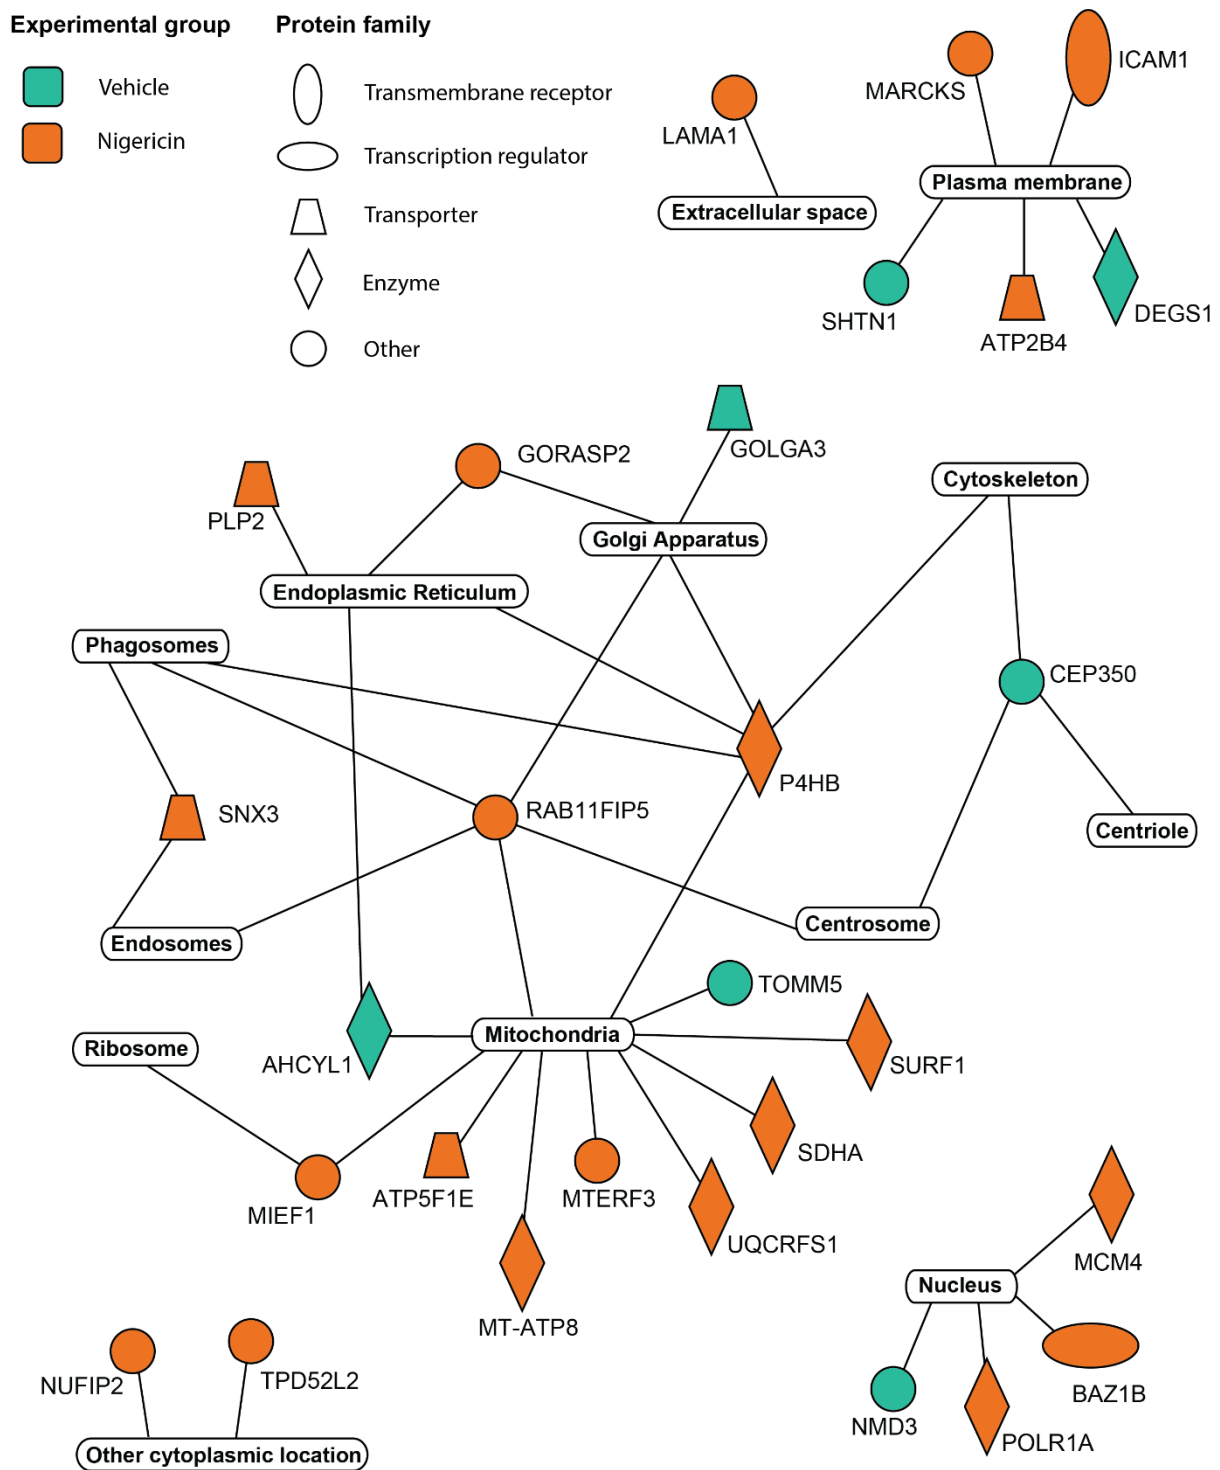 Experimental group
Protein family
Vehicle
Nigericin
Transmembrane receptor
Transcription regulator
Transporter
Enzyme
Other
LAMA1
Extracellular space
MARCKS
ICAM1
Plasma membrane
SHTN1
ATP2B4
DEGS1
GOLGA3
GORASP2
PLP2
Cytoskeleton
Golgi Apparatus
Endoplasmic Reticulum
Phagosomes
CEP350
P4HB
SNX3
RAB11FIP5
Centriole
Centrosome
Endosomes
TOMM5
Mitochondria
Ribosome
AHCYL1
SURF1
SDHA
MIEF1
ATP5F1E
MTERF3
UQCRFS1
MT-ATP8
MCM4
Nucleus
BAZ1B
NMD3
POLR1A
NUFIP2
TPD52L2
Other cytoplasmic location